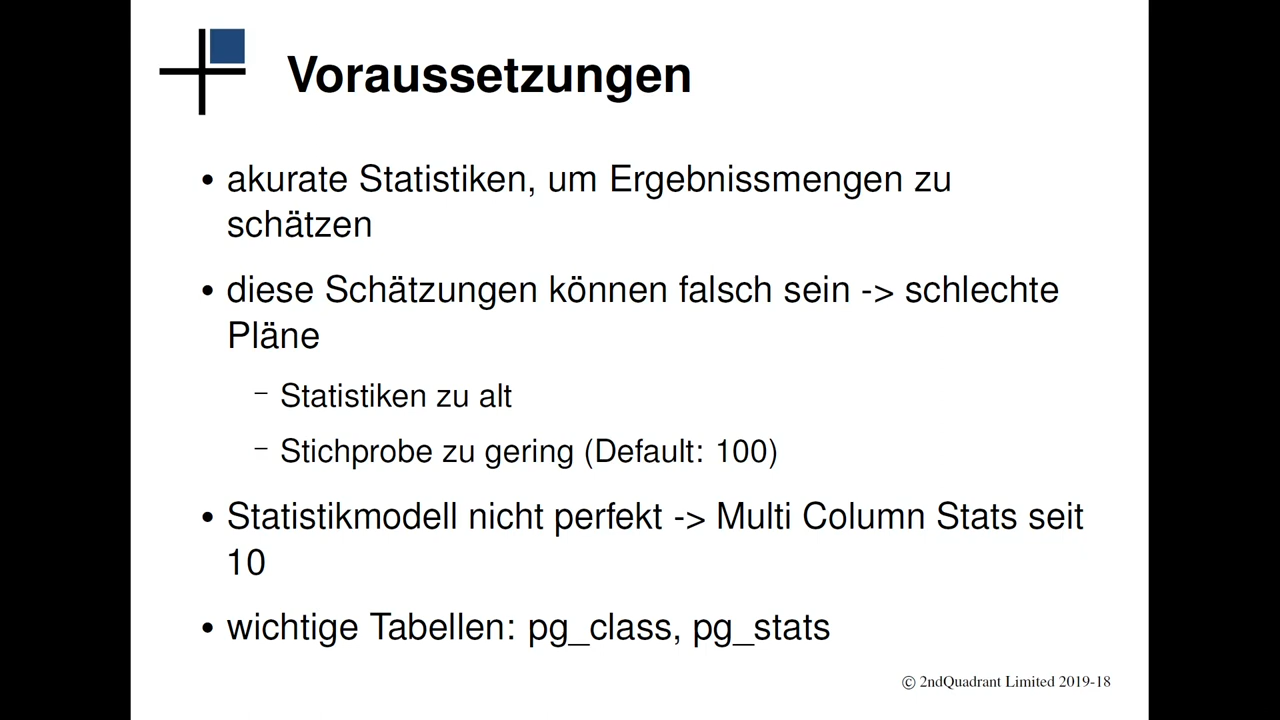 Voraussetzungen
• akurate Statistiken, um Ergebnissmengen zu
schätzen
• diese Schätzungen können falsch sein -> schlechte
Pläne
– Statistiken zu alt
– Stichprobe zu gering (Default: 100)
• Statistikmodell nicht perfekt -> Multi Column Stats seit
10
• wichtige Tabellen: pg_class, pg_stats
© 2ndQuadrant Limited 2019-18